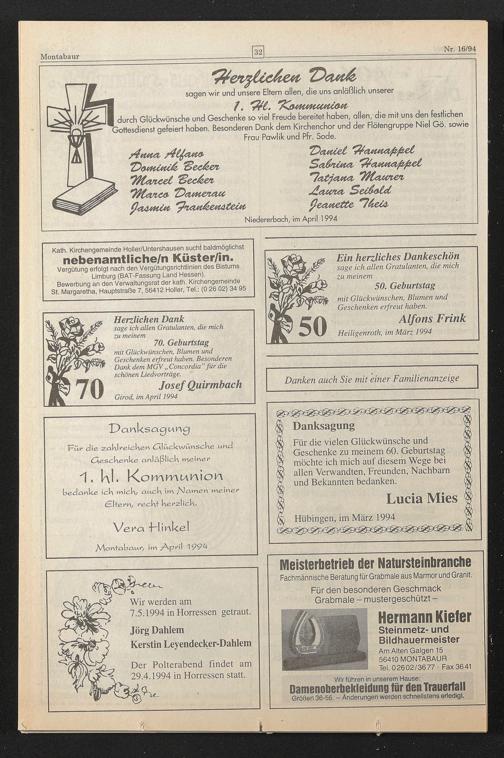 Montabaur
32
Nr. 16/94
Herzlichen Dank
sagen wir und unsere Eltern allen, die uns anläßlich unserer
1. Hl. Kommunion
durch Glückwünsche und Geschenke so viel Freude bereitet haben, allen, die mit uns den festlichen
Gottesdienst gefeiert haben. Besonderen Dank dem Kirchenchor und der Flötengruppe Niel Gö. sowie
Frau Pawlik und Pfr. Sode.
Anna Alfano
Dominik Becker
Marcel Becker
Marco Damerau
Jasmin Frankenstein
Daniel Hannappel
Sabrina Hannappel
Tatjana Maurer
Laura Seibold
Jeanette Theis
Niedererbach, im April 1994
Kath. Kirchengemeinde Holler/Untershausen sucht baldmöglichst
nebenamtliche/n Küster/in.
Vergütung erfolgt nach den Vergütungsrichtlinien des Bistums
Limburg (BAT-Fassung Land Hessen).
Bewerbung an den Verwaltungsrat der kath. Kirchengemeinde
St. Margaretha, Hauptstraße 7, 56412 Holler, Tel.: (0 26 02) 34 95
Herzlichen Dank
sage ich allen Gratulanten, die mich
zu meinem
70. Geburtstag
mit Glückwünschen, Blumen und
Geschenken erfreut haben. Besonderen
Dank dem MGV „Concordia" für die
schönen Liedvorträge.
70
Josef Quirmbach
Girod, im April 1994
Ein herzliches Dankeschön
sage ich allen Gratulanten, die mich
zu meinem
50. Geburtstag
mit Glückwünschen, Blumen und
Geschenken erfreut haben.
50
Alfons Frink
Heiligenroth, im März 1994
Danken auch Sie mit einer Familienanzeige
Danksagung
Für die zahlreichen Glückwünsche und
Geschenke anläßlich meiner
1. hl. Kommunion
bedanke ich mich, auch im Namen meiner
Eltern, recht herzlich.
Vera Hinkel
Montabaur, im April 1994
Danksagung
Für die vielen Glückwünsche und
Geschenke zu meinem 60. Geburtstag
möchte ich mich auf diesem Wege bei
allen Verwandten, Freunden, Nachbarn
und Bekannten bedanken.
Lucia Mies
Hübingen, im März 1994
Wir werden am
7.5.1994 in Horressen getraut.
Jörg Dahlem
Kerstin Leyendecker-Dahlem
Der Polterabend findet am
29.4.1994 in Horressen statt.
Meisterbetrieb der Natursteinbranche
Fachmännische Beratung für Grabmale aus Marmor und Granit.
Für den besonderen Geschmack
Grabmale – mustergeschützt –
Hermann Kiefer
Steinmetz- und
Bildhauermeister
Am Alten Galgen 15
56410 MONTABAUR
Tel. 02602/3677 · Fax 3641
Wir führen in unserem Hause:
Damenoberbekleidung für den Trauerfall
Größen 36-56. – Änderungen werden schnellstens erledigt.